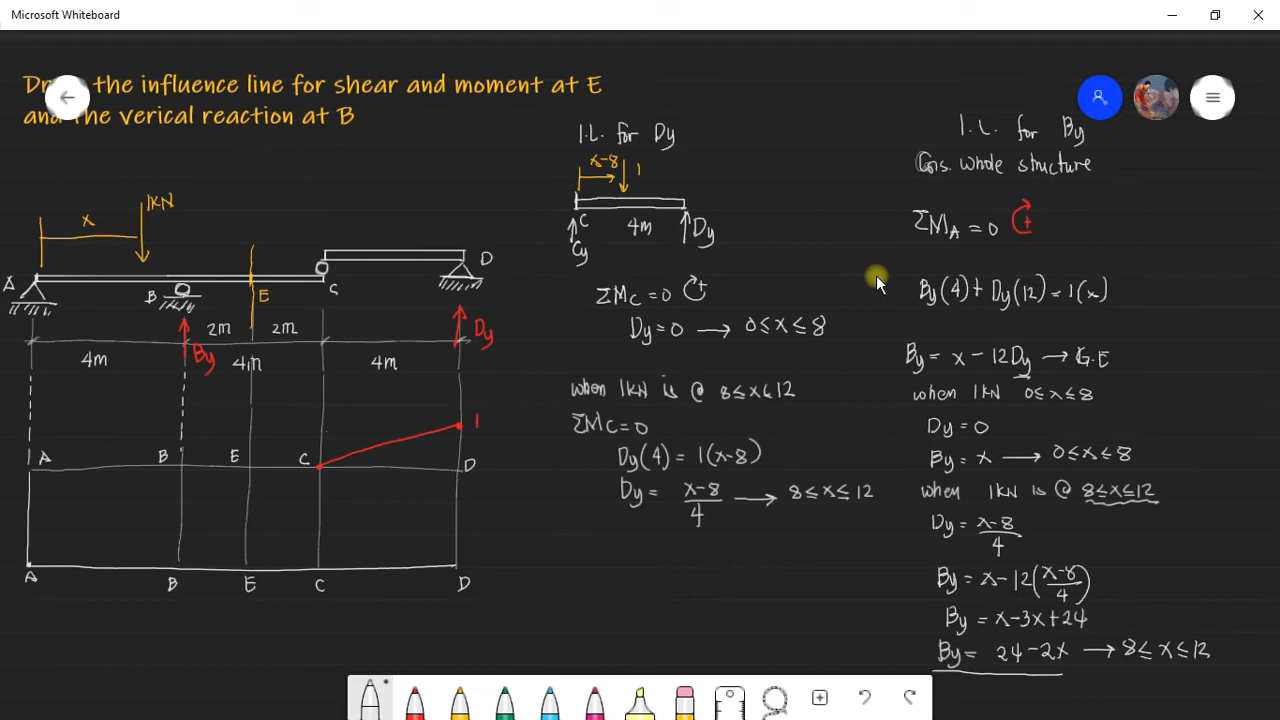 Microsoft Whiteboard
the influence line for shear and moment at E
the verical reaction at B
x
1KN
A
B
E
C
D
2m
2m
By
Dy
4m
4m
4m
1
A
B
E
C
D
A
B
E
C
D
I.L. for Dy
x-8
1
C
4m
Dy
Cy
ΣMc=0
+
Dy=0 → 0≤x≤8
when 1KN is @ 8≤x≤12
ΣMc=0
Dy(4) = 1(x-8)
Dy = x-8/4 → 8≤x≤12
I.L. for By
Cons. whole structure
ΣMA=0
+
By(4)+Dy(12)=1(x)
By = x-12Dy → G.E
when 1KN 0≤x≤8
Dy=0
By=x → 0≤x≤8
when 1KN is @ 8≤x≤12
Dy=x-8/4
By=x-12(x-8/4)
By=x-3x+24
By= 24-2x → 8≤x≤12